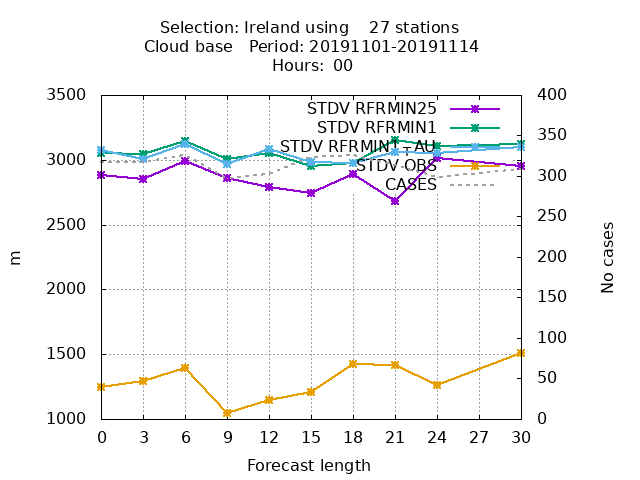 Selection: Ireland using    27 stations
Cloud base   Period: 20191101-20191114
Hours:  00
3500
3000
2500
2000
1500
1000
400
350
300
250
200
150
100
50
0
m
No cases
STDV RFRMIN25
STDV RFRMIN1
STDV RFRMIN1+AU
STDV OBS
CASES
0 3 6 9 12 15 18 21 24 27 30
Forecast length